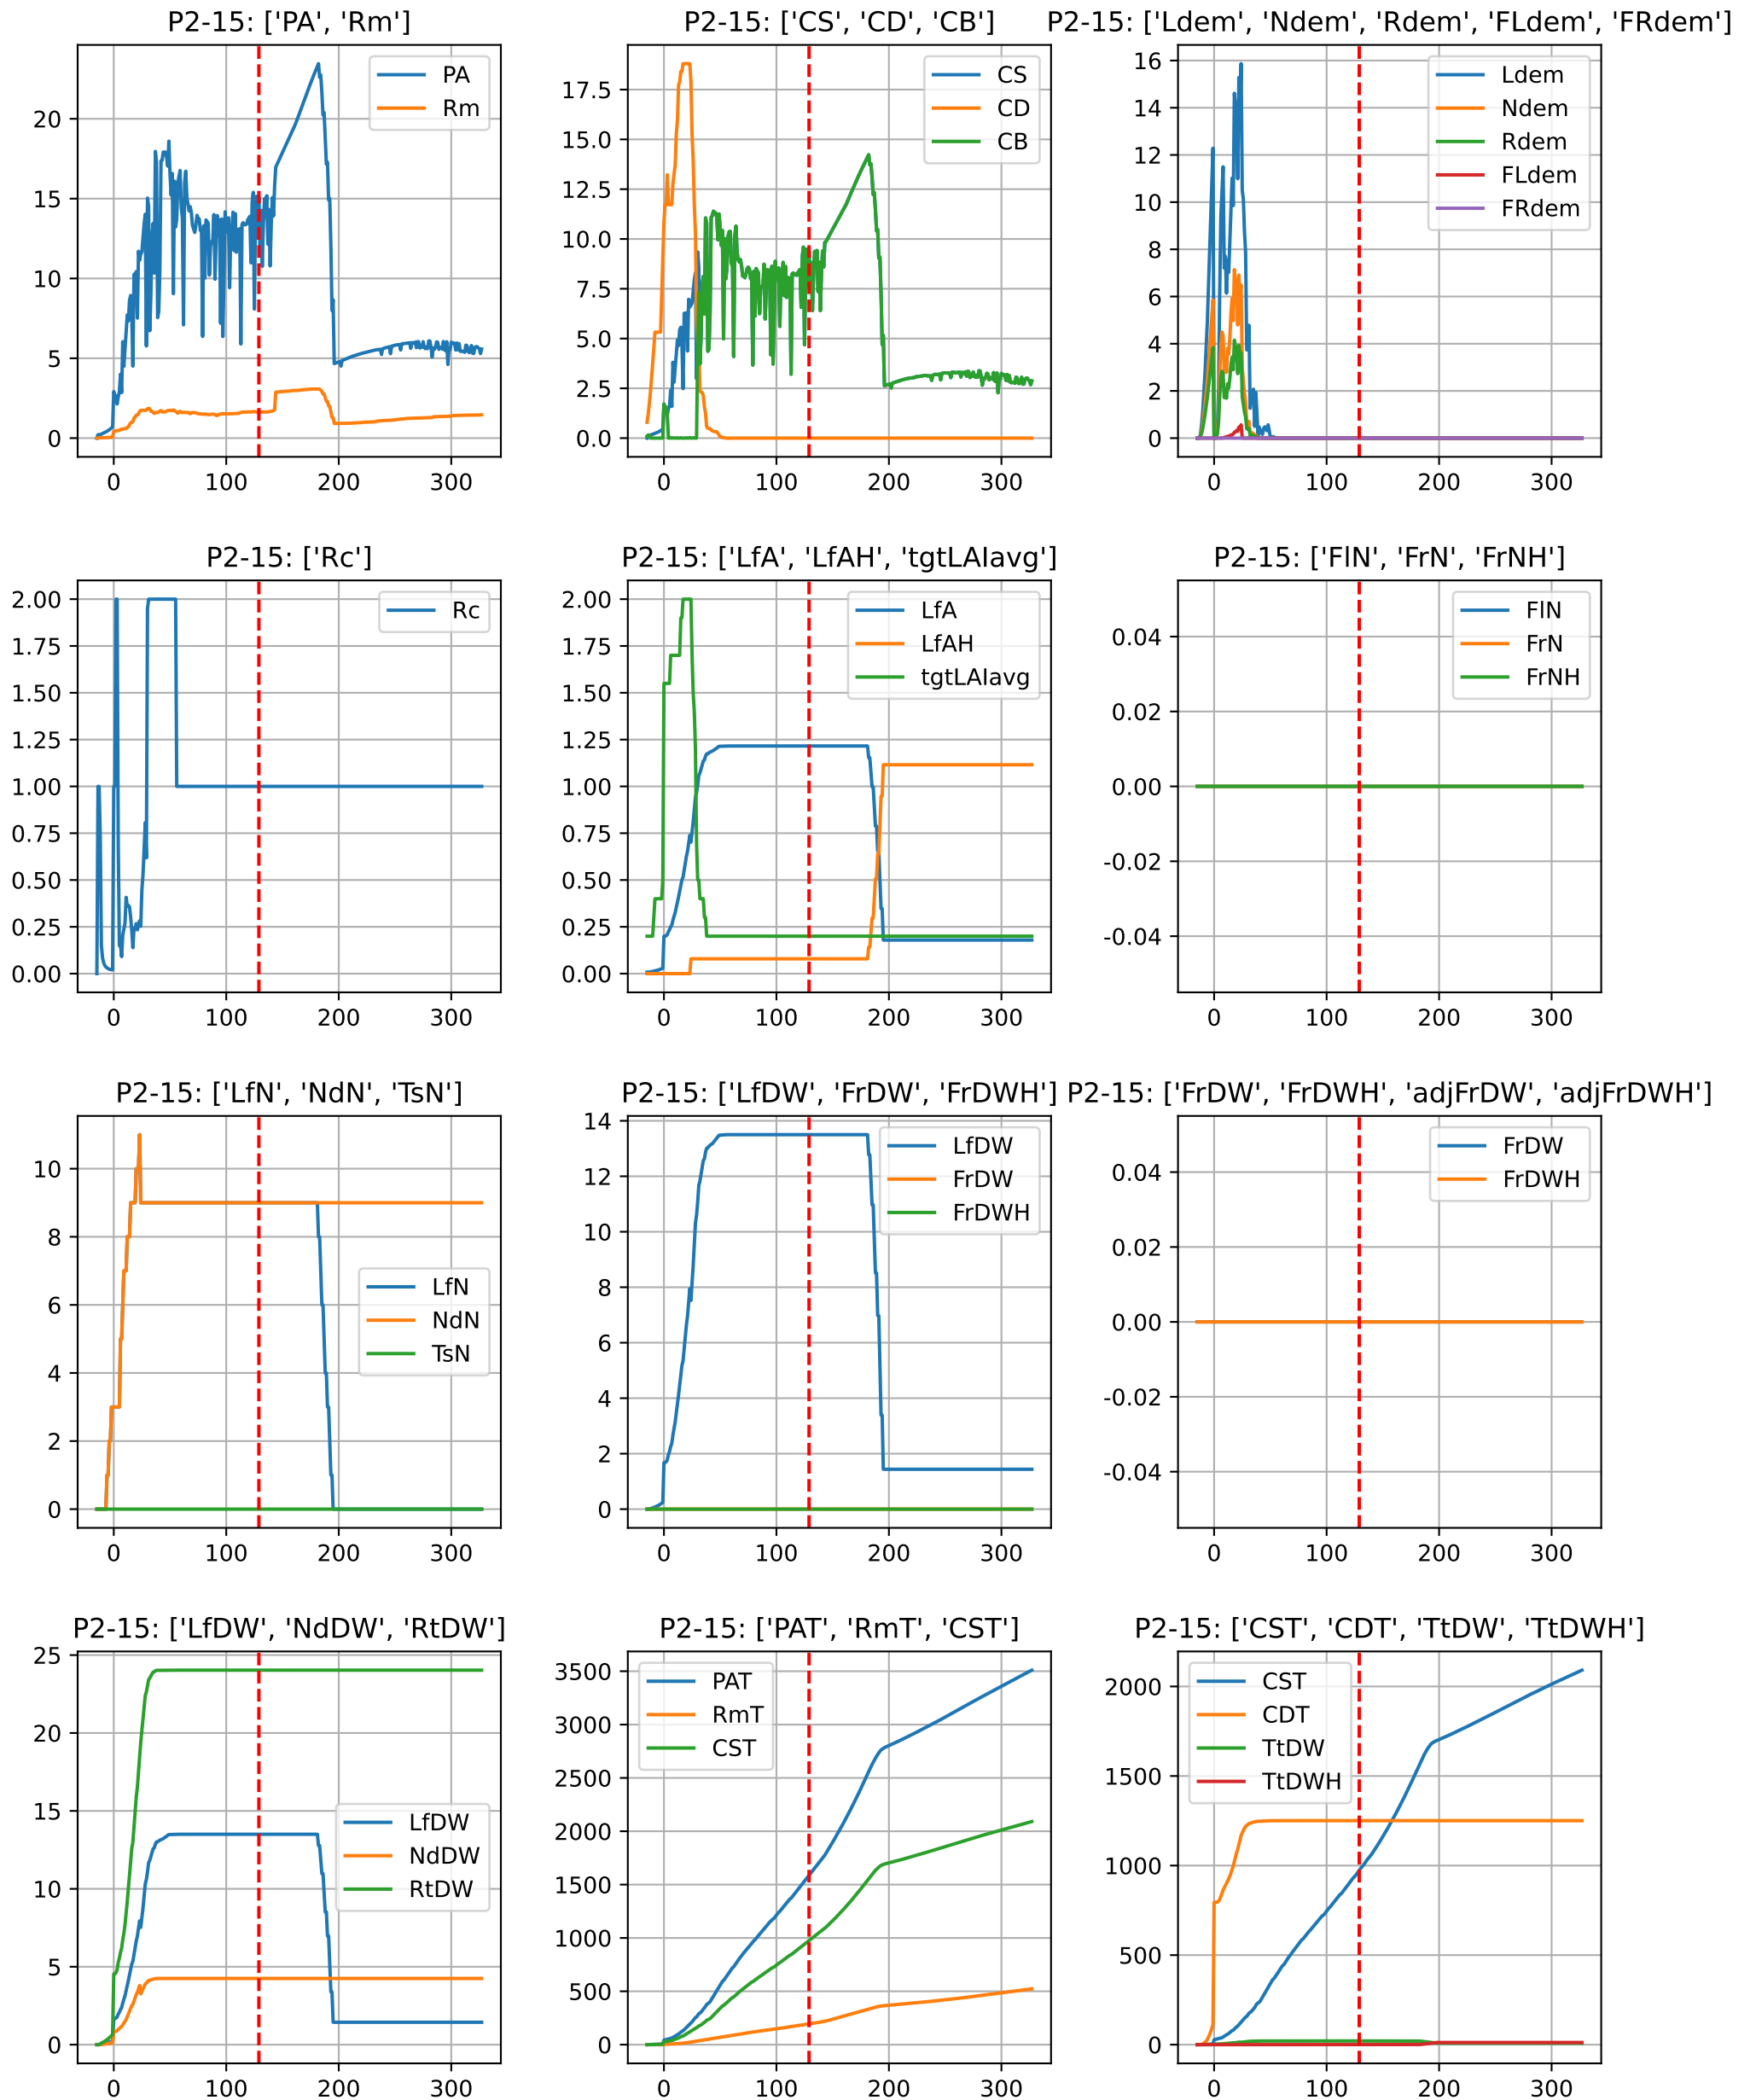 P2-15: ['PA', 'Rm']
20
15
10
5
0
0 100 200 300
PA
Rm
P2-15: ['CS', 'CD', 'CB']
17.5
15.0
12.5
10.0
7.5
5.0
2.5
0.0
0 100 200 300
CS
CD
CB
P2-15: ['Ldem', 'Ndem', 'Rdem', 'FLdem', 'FRdem']
16
14
12
10
8
6
4
2
0
0 100 200 300
Ldem
Ndem
Rdem
FLdem
FRdem
P2-15: ['Rc']
2.00
1.75
1.50
1.25
1.00
0.75
0.50
0.25
0.00
0 100 200 300
Rc
P2-15: ['LfA', 'LfAH', 'tgtLAIavg']
2.00
1.75
1.50
1.25
1.00
0.75
0.50
0.25
0.00
0 100 200 300
LfA
LfAH
tgtLAIavg
P2-15: ['FlN', 'FrN', 'FrNH']
0.04
0.02
0.00
-0.02
-0.04
0 100 200 300
FlN
FrN
FrNH
P2-15: ['LfN', 'NdN', 'TsN']
10
8
6
4
2
0
0 100 200 300
LfN
NdN
TsN
P2-15: ['LfDW', 'FrDW', 'FrDWH']
14
12
10
8
6
4
2
0
0 100 200 300
LfDW
FrDW
FrDWH
P2-15: ['FrDW', 'FrDWH', 'adjFrDW', 'adjFrDWH']
0.04
0.02
0.00
-0.02
-0.04
0 100 200 300
FrDW
FrDWH
P2-15: ['LfDW', 'NdDW', 'RtDW']
25
20
15
10
5
0
0 100 200 300
LfDW
NdDW
RtDW
P2-15: ['PAT', 'RmT', 'CST']
3500
3000
2500
2000
1500
1000
500
0
0 100 200 300
PAT
RmT
CST
P2-15: ['CST', 'CDT', 'TtDW', 'TtDWH']
2000
1500
1000
500
0
0 100 200 300
CST
CDT
TtDW
TtDWH